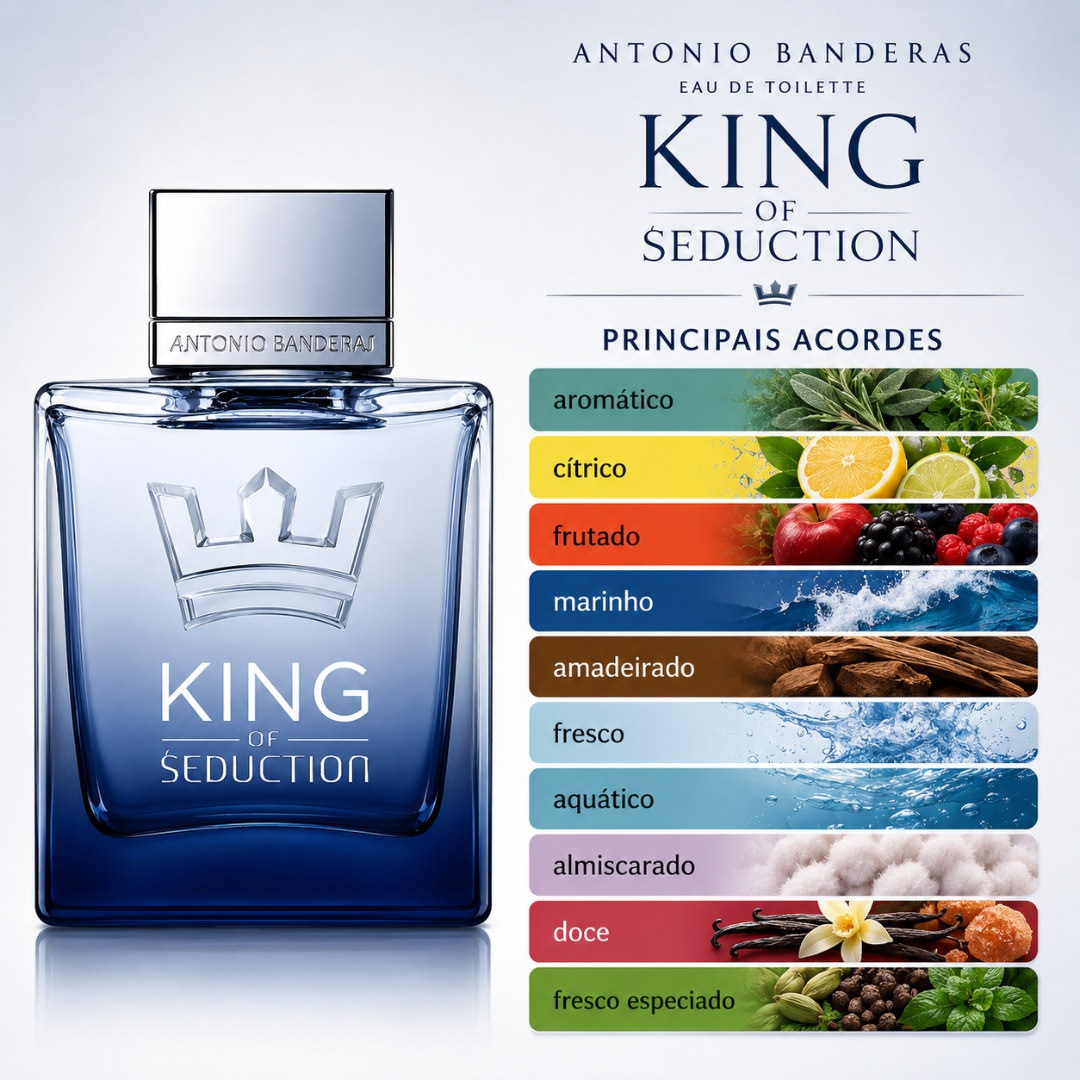 ANTONIO BANDERAS
EAU DE TOILETTE
KING
OF
SEDUCTION
PRINCIPAIS ACORDES
aromático
cítrico
frutado
marinho
amadeirado
fresco
aquático
almiscarado
doce
fresco especiado
ANTONIO BANDERAS
KING
OF
SEDUCTION